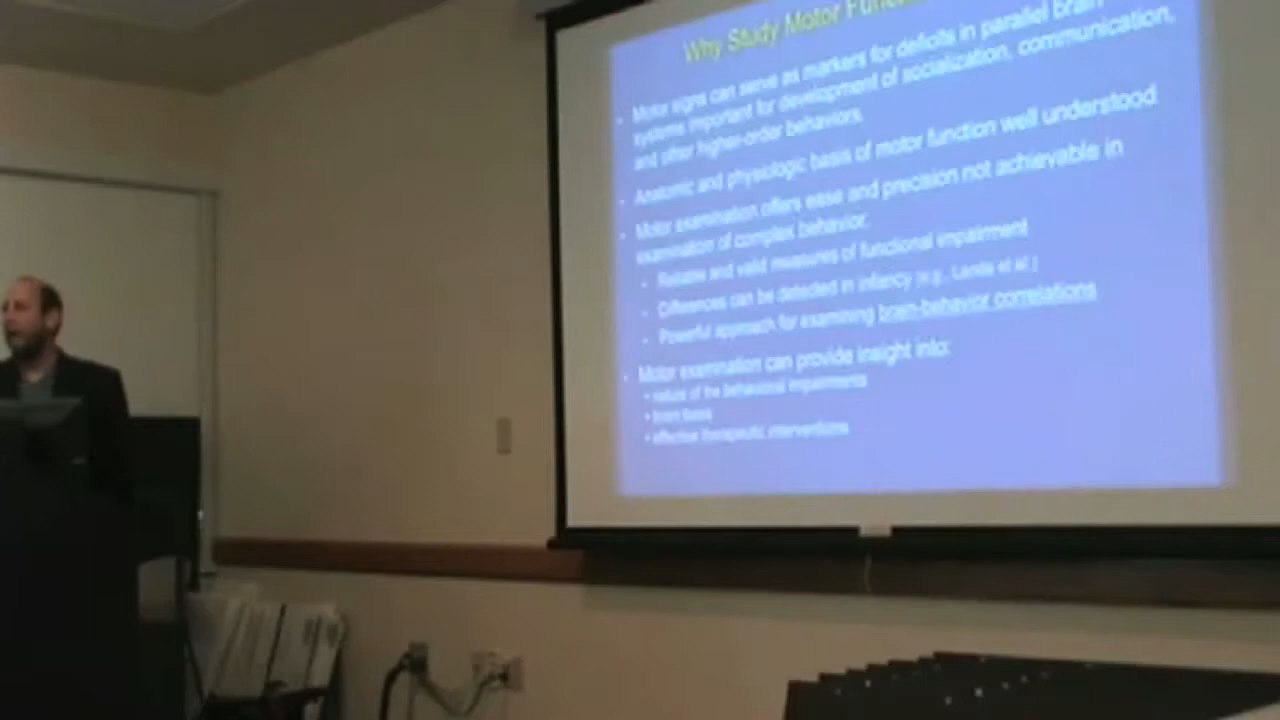 Why Study Motor Func
• Motor signs can serve as markers for deficits in parallel brain
systems important for development of socialization, communication,
and other higher-order behaviors.
• Anatomic and physiologic basis of motor function well understood
• Motor examination offers ease and precision not achievable in
examination of complex behavior:
• Reliable and valid measures of functional impairment
• Differences can be detected in infancy (e.g., Landa et al.)
• Powerful approach for examining brain-behavior correlations
• Motor examination can provide insight into:
• nature of the behavioral impairments
• brain basis
• effective therapeutic interventions